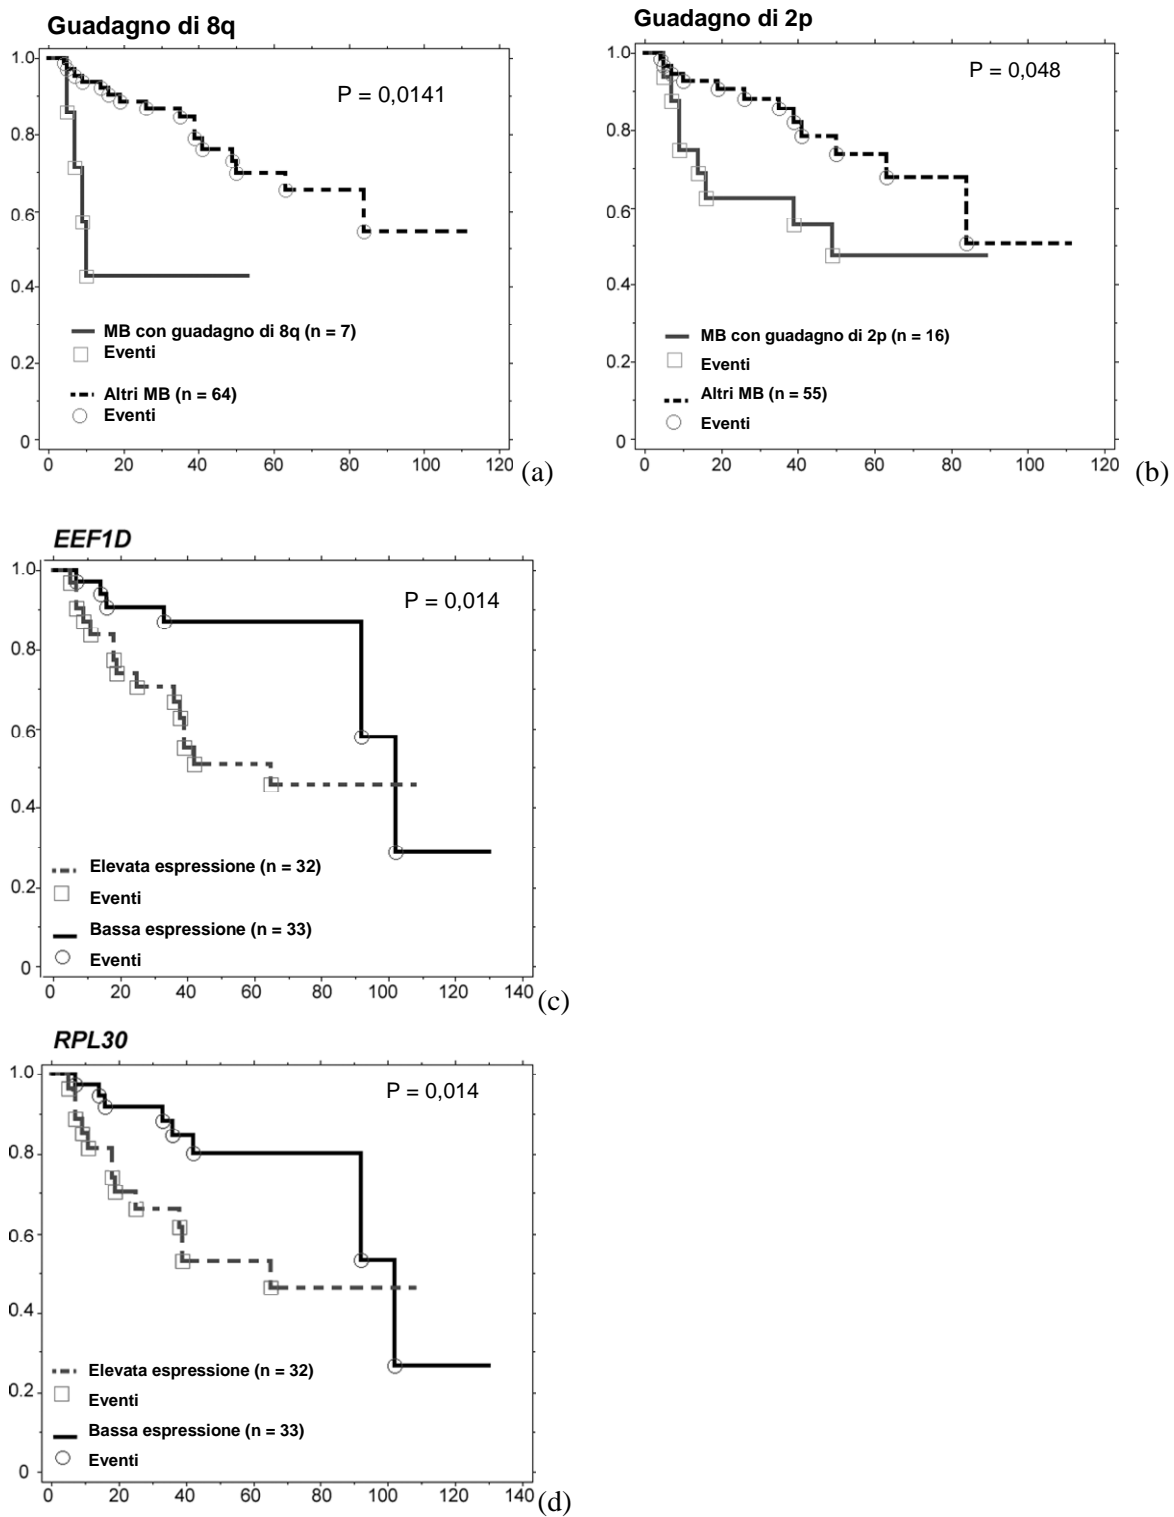 Guadagno di 8q
1.0
0.8
0.6
0.4
0.2
0
P = 0,0141
MB con guadagno di 8q (n = 7)
Eventi
Altri MB (n = 64)
Eventi
0 20 40 60 80 100 120
(a)
Guadagno di 2p
1.0
0.8
0.6
0.4
0.2
0
P = 0,048
MB con guadagno di 2p (n = 16)
Eventi
Altri MB (n = 55)
Eventi
0 20 40 60 80 100 120
(b)
EEF1D
1.0
0.8
0.6
0.4
0.2
0
P = 0,014
Elevata espressione (n = 32)
Eventi
Bassa espressione (n = 33)
Eventi
0 20 40 60 80 100 120 140
(c)
RPL30
1.0
0.8
0.6
0.4
0.2
0
P = 0,014
Elevata espressione (n = 32)
Eventi
Bassa espressione (n = 33)
Eventi
0 20 40 60 80 100 120 140
(d)